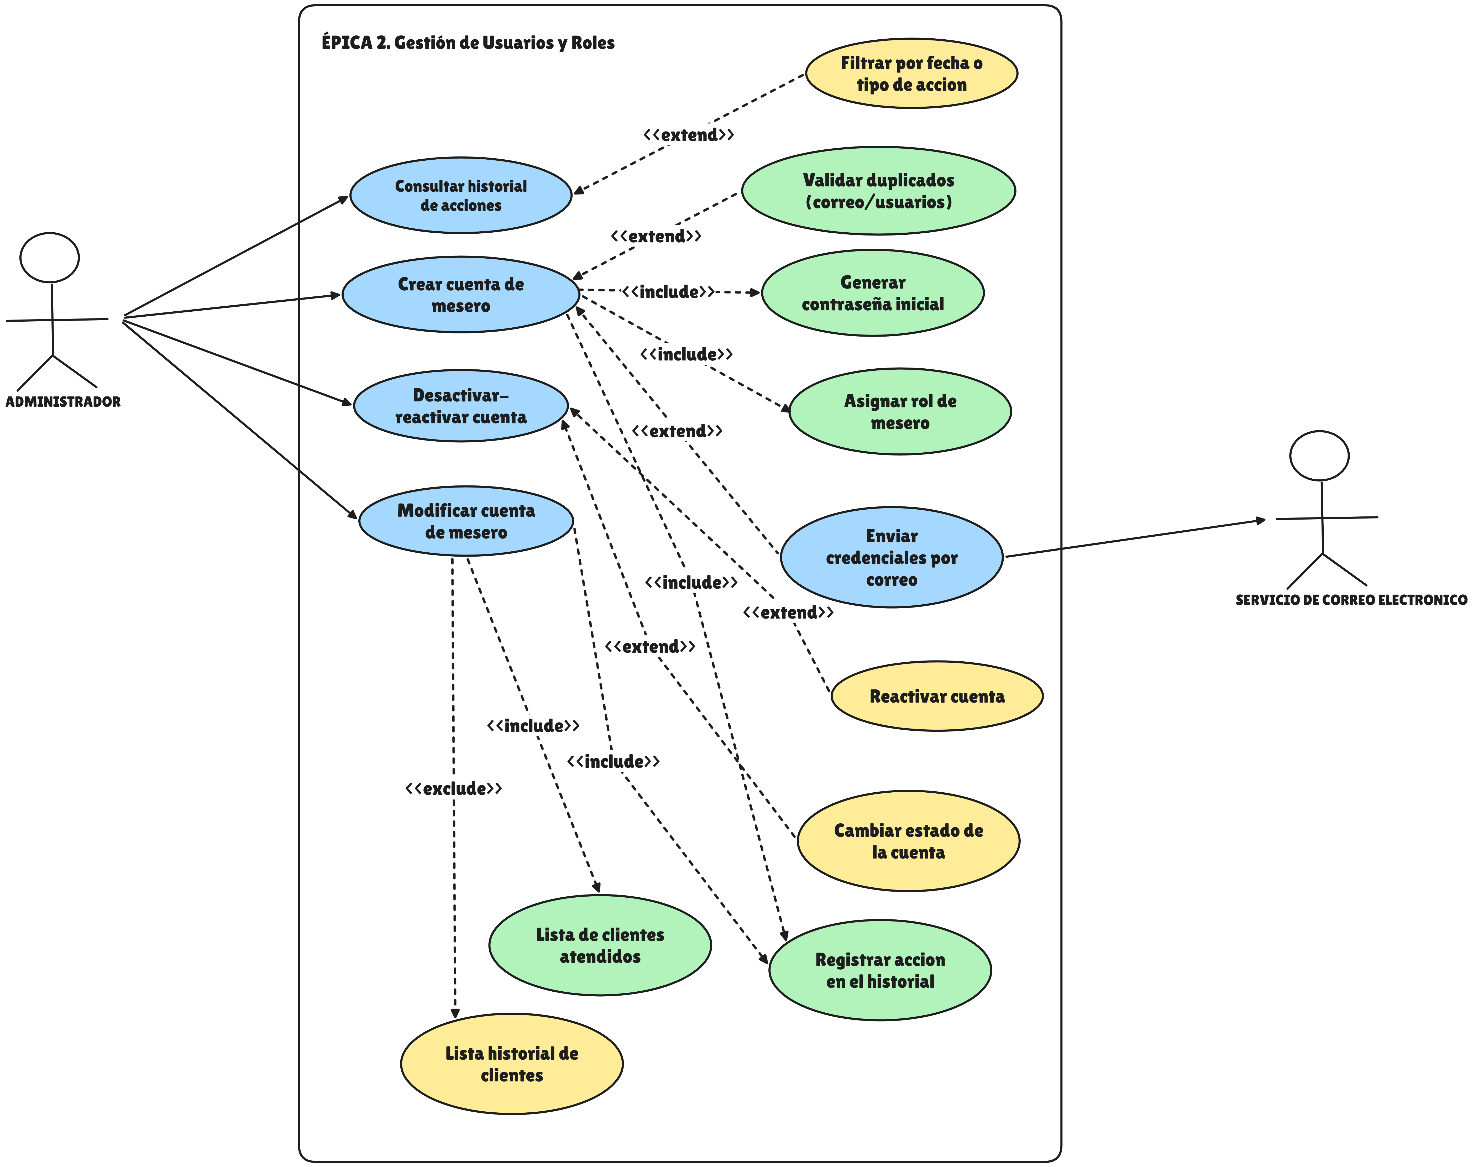 ÉPICA 2. Gestión de Usuarios y Roles
Filtrar por fecha o
tipo de accion
<<extend>>
Consultar historial
de acciones
Validar duplicados
(correo/usuarios)
<<extend>>
Crear cuenta de
mesero
<<include>>
Generar
contraseña inicial
<<include>>
ADMINISTRADOR
Desactivar-
reactivar cuenta
Asignar rol de
mesero
<<extend>>
Modificar cuenta
de mesero
Enviar
credenciales por
correo
<<include>>
<<extend>>
SERVICIO DE CORREO ELECTRONICO
<<extend>>
Reactivar cuenta
<<include>>
<<include>>
<<exclude>>
Cambiar estado de
la cuenta
Lista de clientes
atendidos
Registrar accion
en el historial
Lista historial de
clientes